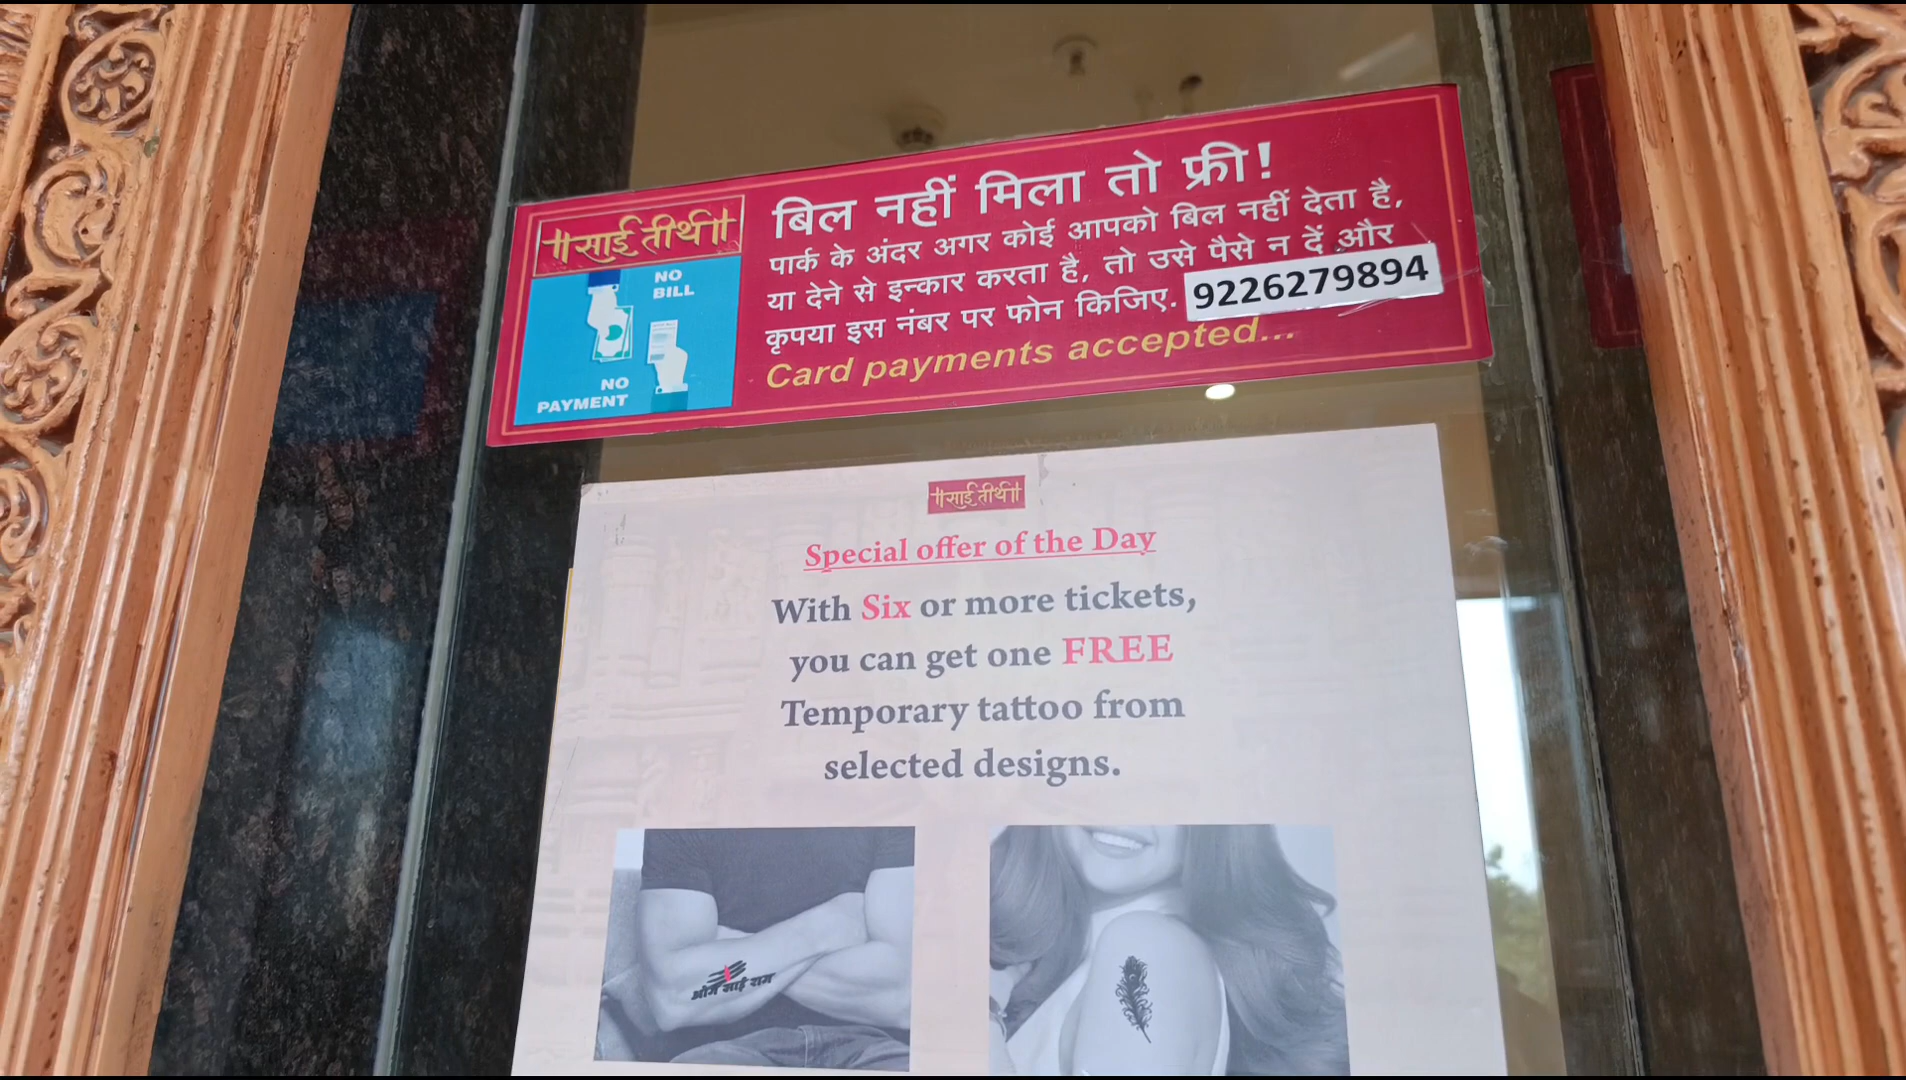 ॥साई तीर्थ॥
NO
BILL
NO
PAYMENT
बिल नहीं मिला तो फ्री!
पार्क के अंदर अगर कोई आपको बिल नहीं देता है,
या देने से इन्कार करता है, तो उसे पैसे न दें और
कृपया इस नंबर पर फोन किजिए. 9226279894
Card payments accepted...
॥साई तीर्थ॥
Special offer of the Day
With Six or more tickets,
you can get one FREE
Temporary tattoo from
selected designs.
ओम साई राम